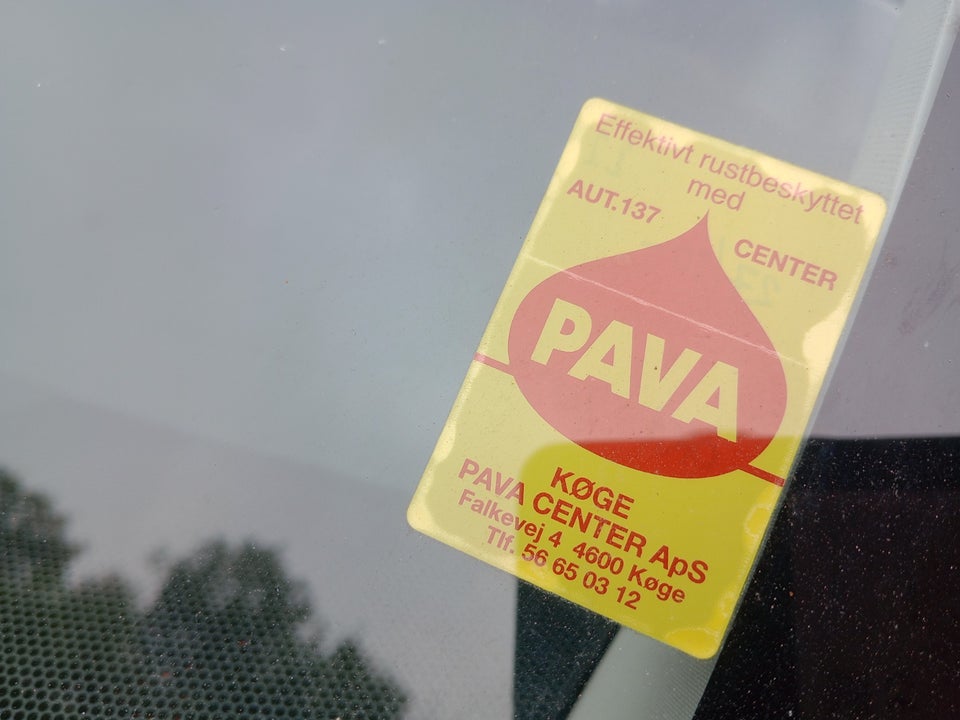 Effektivt rustbeskyttet
med
AUT.137
CENTER
PAVA
KØGE
PAVA CENTER ApS
Falkevej 4 4600 Køge
Tlf. 56 65 03 12